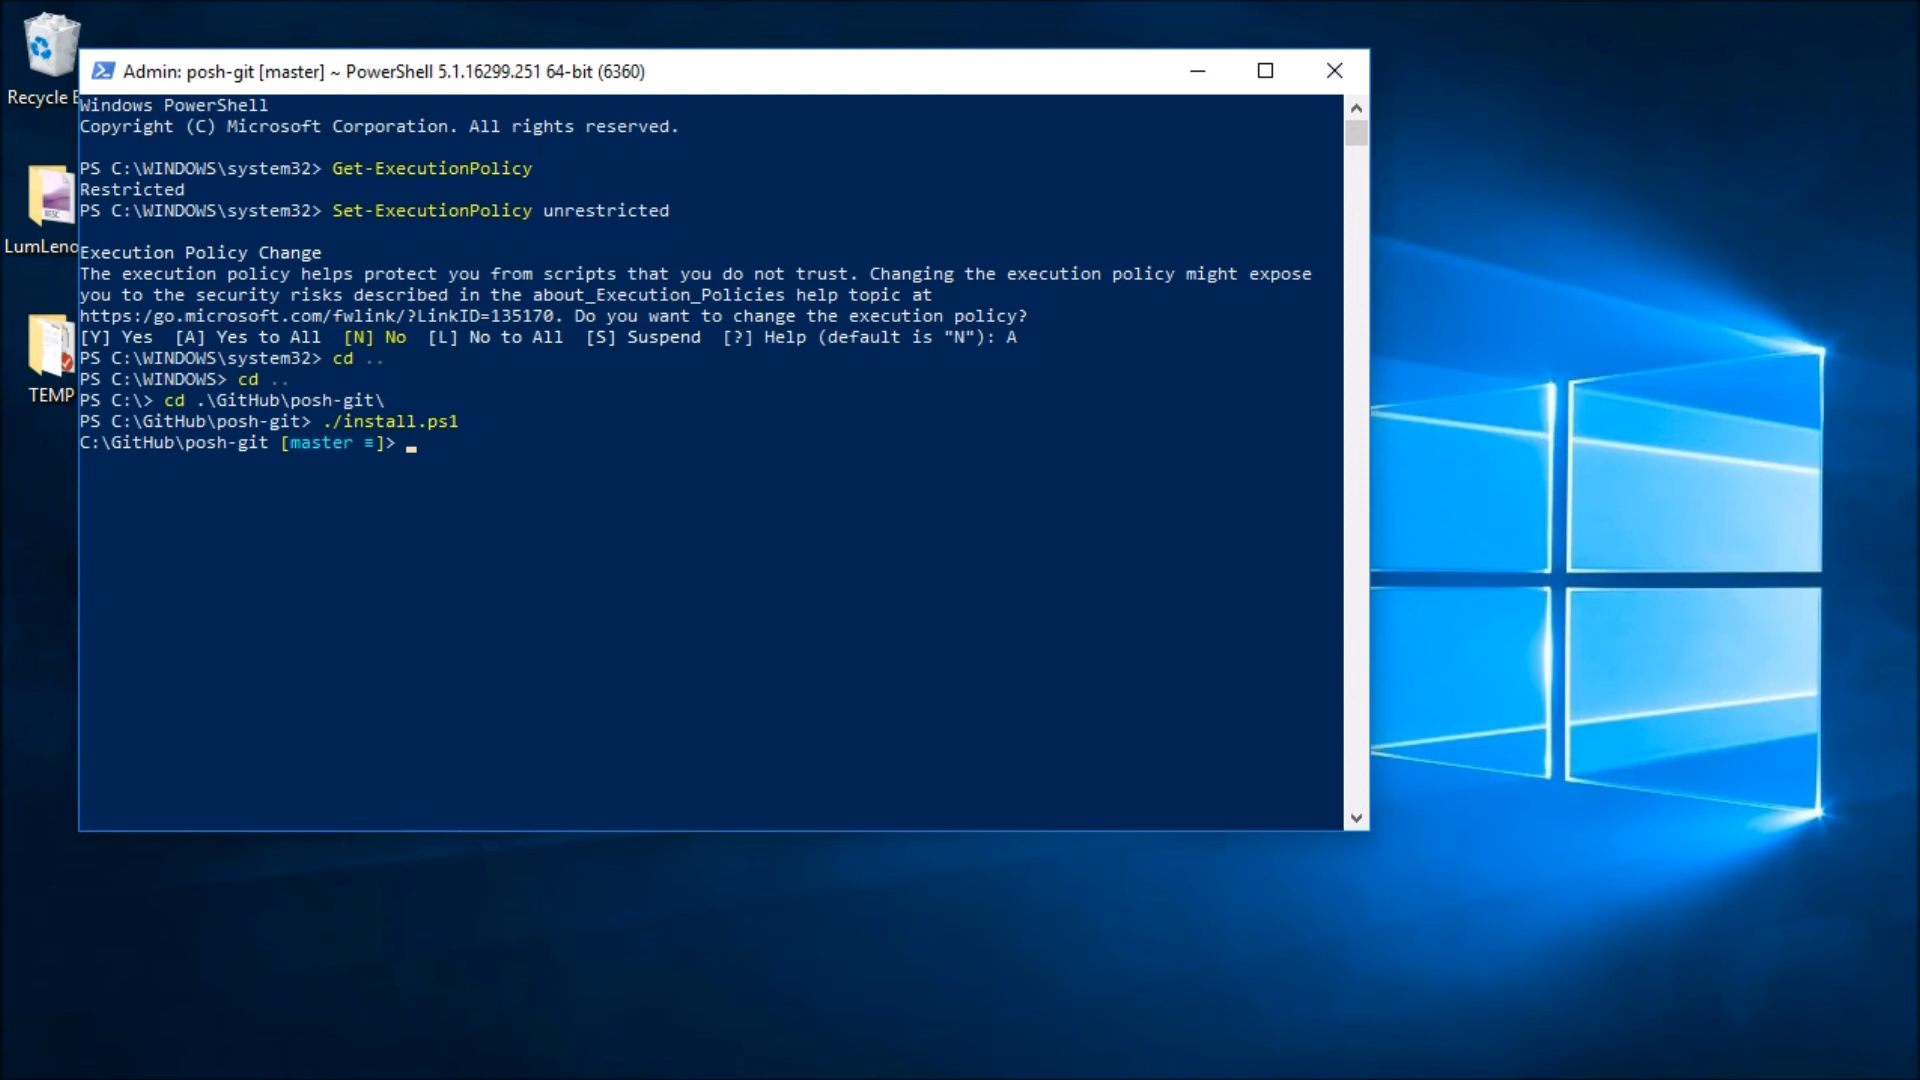 Admin: posh-git [master] ~ PowerShell 5.1.16299.251 64-bit (6360)
Recycle
Windows PowerShell
Copyright (C) Microsoft Corporation. All rights reserved.
PS C:\WINDOWS\system32> Get-ExecutionPolicy
Restricted
PS C:\WINDOWS\system32> Set-ExecutionPolicy unrestricted
LumLeno
Execution Policy Change
The execution policy helps protect you from scripts that you do not trust. Changing the execution policy might expose
you to the security risks described in the about_Execution_Policies help topic at
https:/go.microsoft.com/fwlink/?LinkID=135170. Do you want to change the execution policy?
[Y] Yes  [A] Yes to All  [N] No  [L] No to All  [S] Suspend  [?] Help (default is "N"): A
PS C:\WINDOWS\system32> cd ..
PS C:\WINDOWS> cd ..
TEMP
PS C:\> cd .\GitHub\posh-git\
PS C:\GitHub\posh-git> ./install.ps1
C:\GitHub\posh-git [master ≡]>